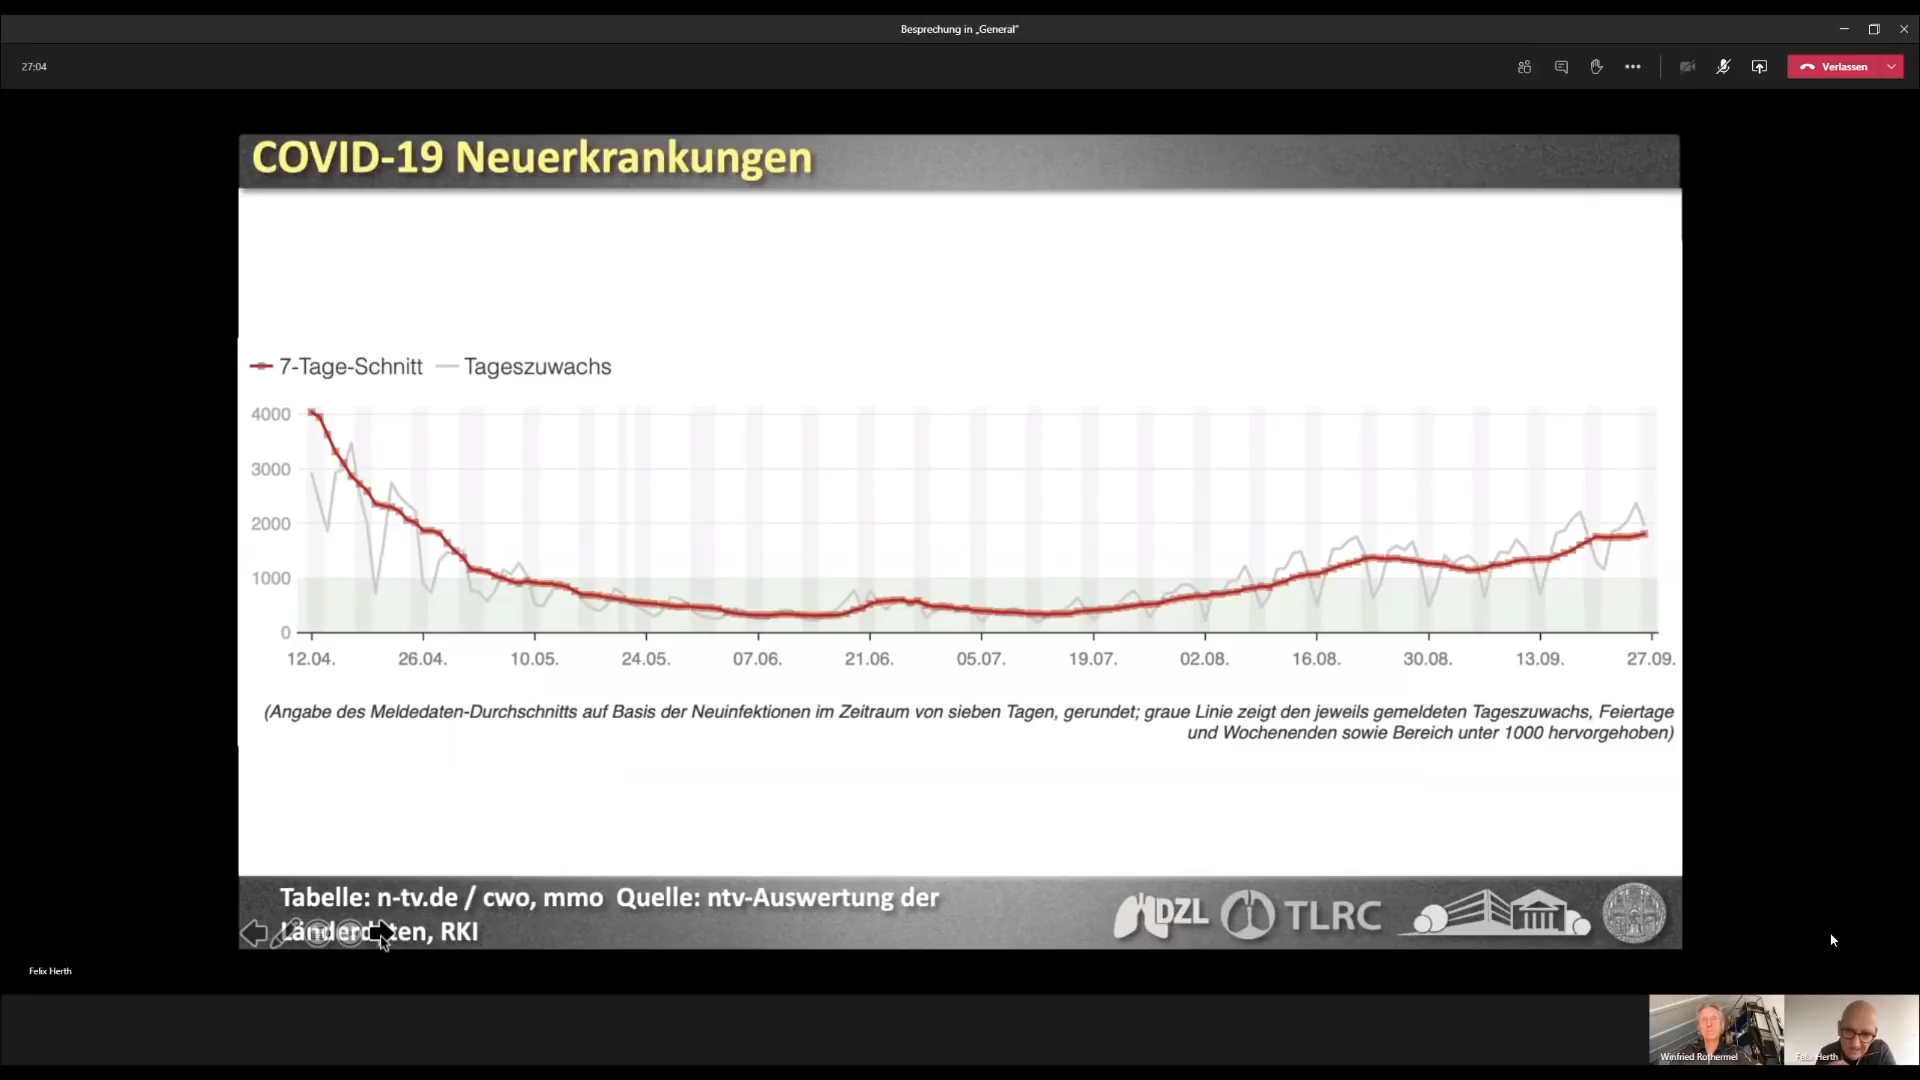 Besprechung in „General"
27:04
Verlassen
COVID-19 Neuerkrankungen
7-Tage-Schnitt Tageszuwachs
4000
3000
2000
1000
0
12.04. 26.04. 10.05. 24.05. 07.06. 21.06. 05.07. 19.07. 02.08. 16.08. 30.08. 13.09. 27.09.
(Angabe des Meldedaten-Durchschnitts auf Basis der Neuinfektionen im Zeitraum von sieben Tagen, gerundet; graue Linie zeigt den jeweils gemeldeten Tageszuwachs, Feiertage
und Wochenenden sowie Bereich unter 1000 hervorgehoben)
Tabelle: n-tv.de / cwo, mmo Quelle: ntv-Auswertung der
Länderdaten, RKI
DZL TLRC
Felix Herth
Winfried Rothermel
Felix Herth